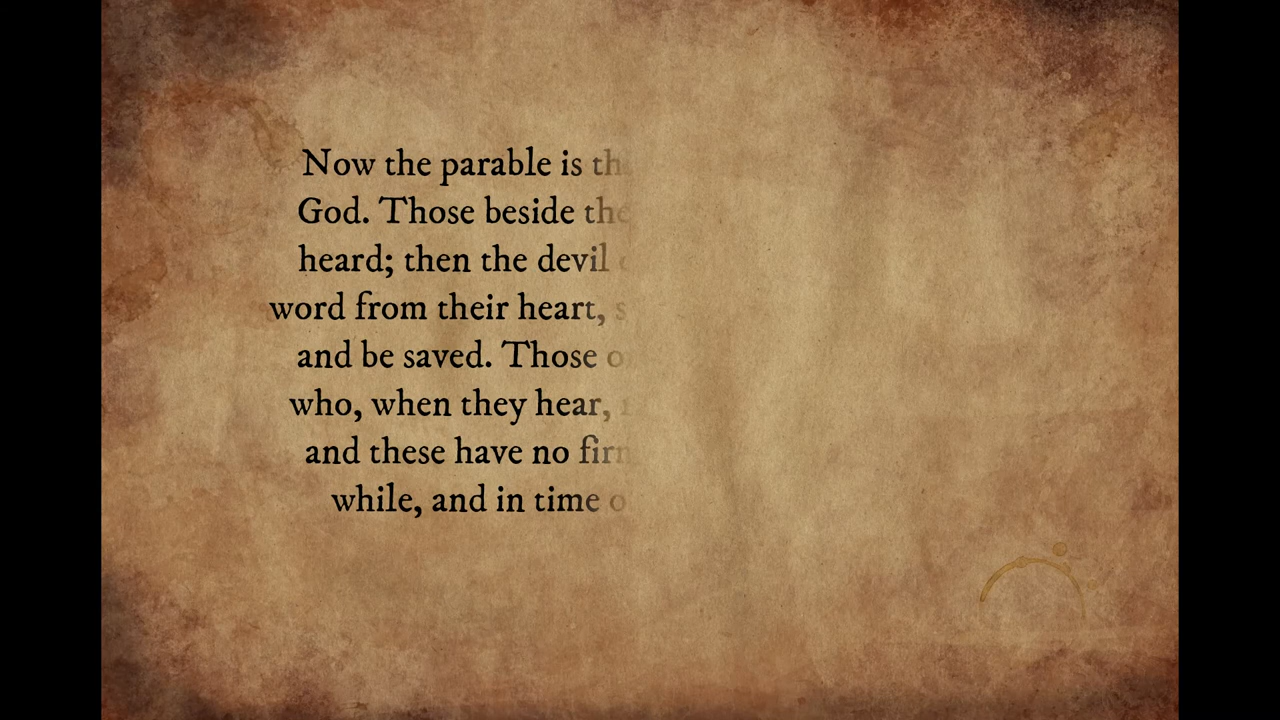 Now the parable is
God. Those beside the
heard; then the devil
word from their heart,
and be saved. Those
who, when they hear,
and these have no
while, and in time